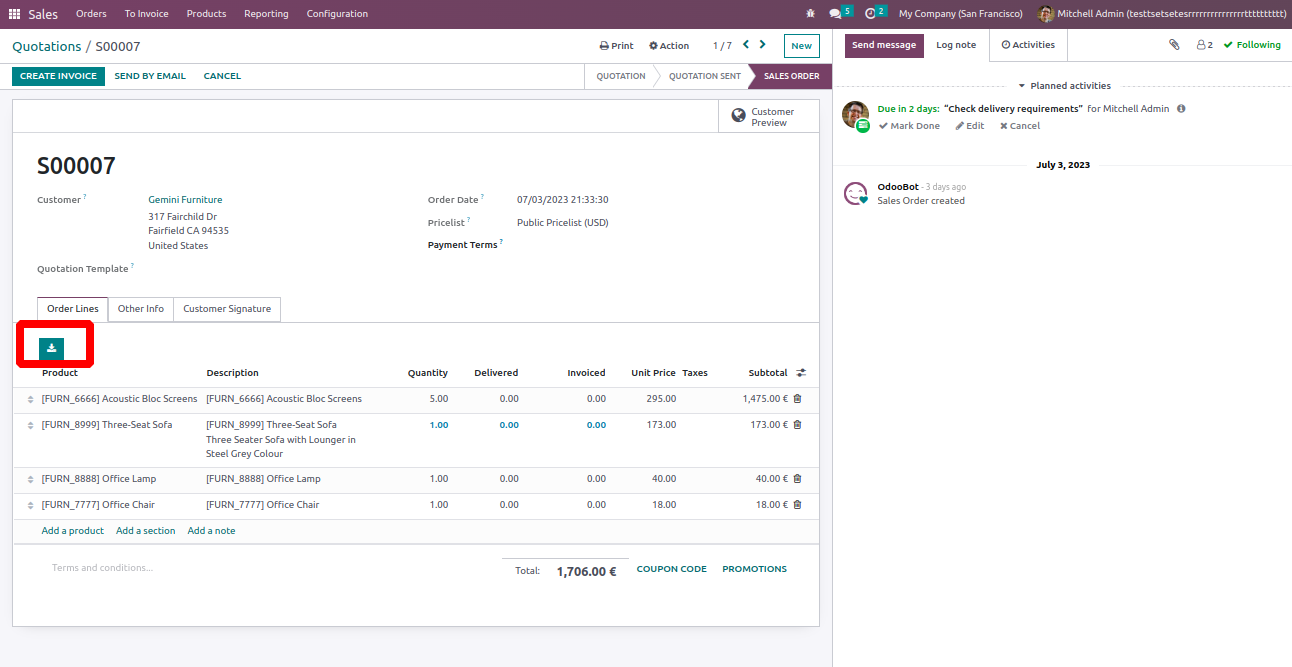 Sales Orders To Invoice Products Reporting Configuration 5 2 My Company (San Francisco) Mitchell Admin (testtsetsetesrrrrrrrrrrrrrrrtttttttttt)
Quotations / S00007 Print Action 1 / 7 New
CREATE INVOICE SEND BY EMAIL CANCEL QUOTATION QUOTATION SENT SALES ORDER
Customer Preview
S00007
Customer ? Gemini Furniture
317 Fairchild Dr
Fairfield CA 94535
United States
Order Date ? 07/03/2023 21:33:30
Pricelist ? Public Pricelist (USD)
Payment Terms ?
Quotation Template ?
Order Lines Other Info Customer Signature
Product Description Quantity Delivered Invoiced Unit Price Taxes Subtotal
[FURN_6666] Acoustic Bloc Screens [FURN_6666] Acoustic Bloc Screens 5.00 0.00 0.00 295.00 1,475.00 €
[FURN_8999] Three-Seat Sofa [FURN_8999] Three-Seat Sofa 1.00 0.00 0.00 173.00 173.00 €
Three Seater Sofa with Lounger in
Steel Grey Colour
[FURN_8888] Office Lamp [FURN_8888] Office Lamp 1.00 0.00 0.00 40.00 40.00 €
[FURN_7777] Office Chair [FURN_7777] Office Chair 1.00 0.00 0.00 18.00 18.00 €
Add a product Add a section Add a note
Terms and conditions... Total: 1,706.00 € COUPON CODE PROMOTIONS
Send message Log note Activities 2 Following
Planned activities
Due in 2 days: “Check delivery requirements” for Mitchell Admin
Mark Done Edit Cancel
July 3, 2023
OdooBot - 3 days ago
Sales Order created